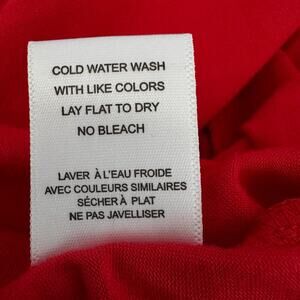 COLD WATER WASH
WITH LIKE COLORS
LAY FLAT TO DRY
NO BLEACH
LAVER À L'EAU FROIDE
AVEC COULEURS SIMILAIRES
SÉCHER À PLAT
NE PAS JAVELLISER